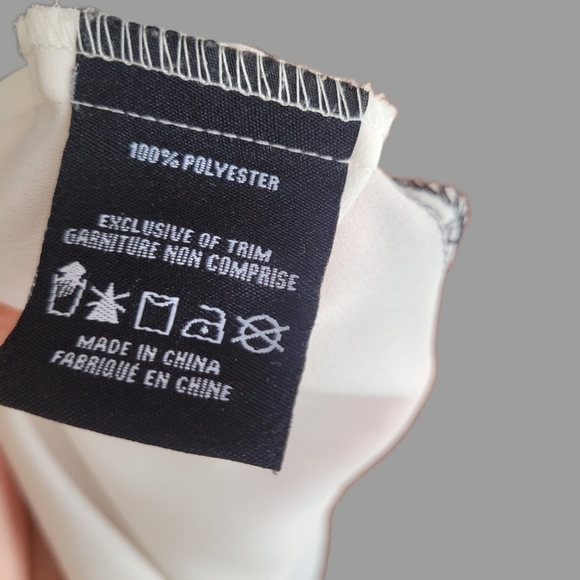 100% POLYESTER
EXCLUSIVE OF TRIM
GARNITURE NON COMPRISE
MADE IN CHINA
FABRIQUÉ EN CHINE